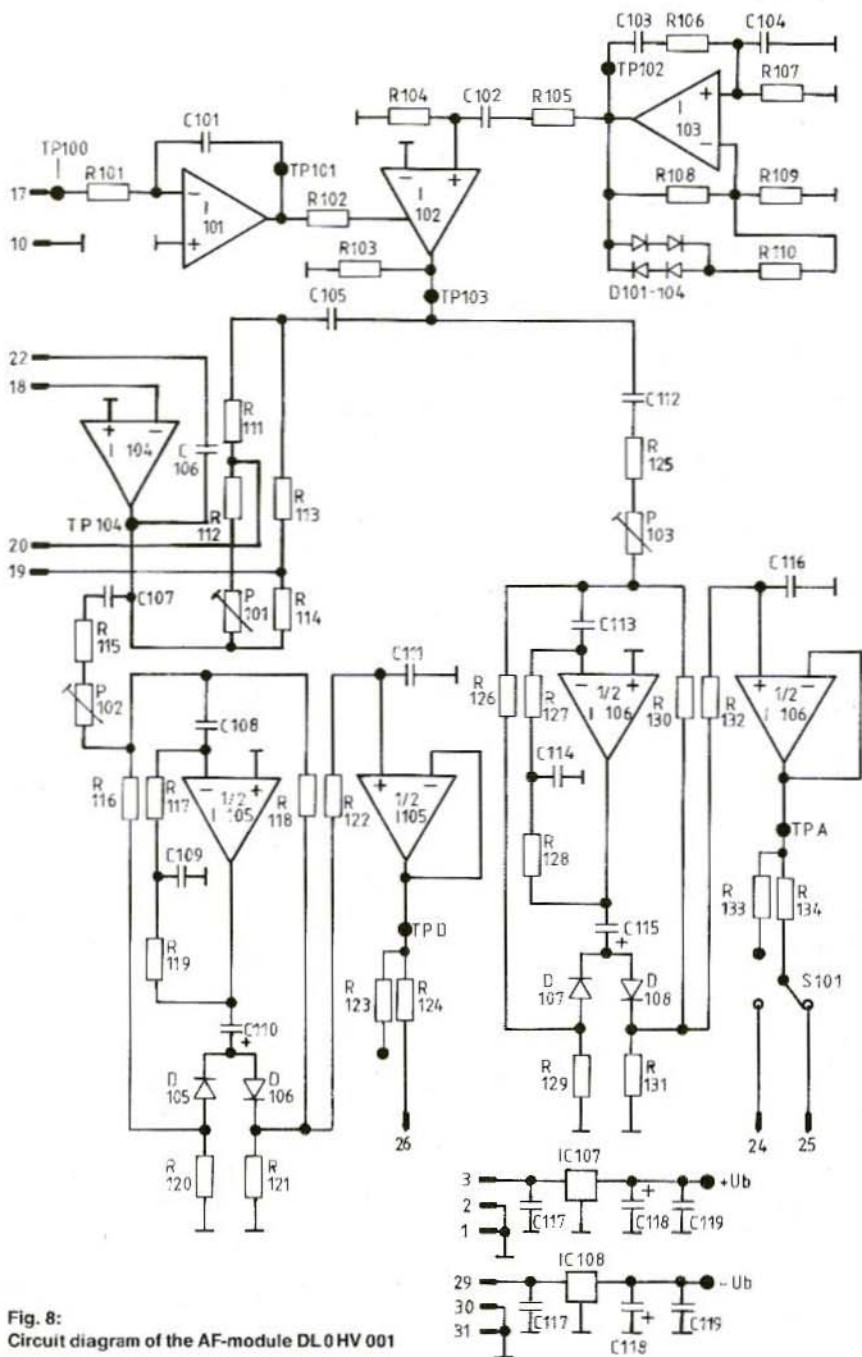 C103 R106 C104
TP102
R107
R104 C102 R105
+
I
103
−
C101
TP100
I
R101
TP101
R102
17
−
I
101
+
10
− +
I
102
R108 R109
R110
D101-104
R103
TP103
C105
22
18
+ −
I 104
C
106
R
111
R
112
R
113
TP104
20
19
C112
R
125
P
103
C107
R
115
P
101
R
114
P
102
C116
C113
C111
R
126
R
127
− +
1/2
I 106
R
130
R
132
+ −
1/2
I 106
C108
R
116
R
117
− +
1/2
I 105
R
118
R
122
+ −
1/2
I105
C114
R
128
TPA
C109
R
119
TPD
R
133
R
134
C115
+
R
123
R
124
D
107
D
108
S101
C110
+
D
105
D
106
R
129
R
131
R
120
R
121
26
24 25
3
2
1
IC107
C117
+
C118
C119
+Ub
29
30
31
IC108
C117
+
C118
C119
−Ub
Fig. 8:
Circuit diagram of the AF-module DL0HV 001